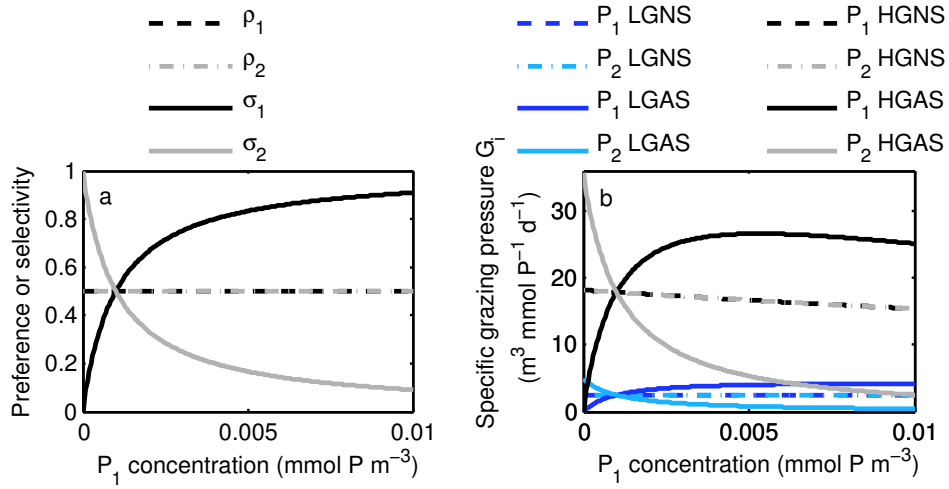 ρ₁
ρ₂
σ₁
σ₂
Preference or selectivity
a
1
0.8
0.6
0.4
0.2
0
0 0.005 0.01
P₁ concentration (mmol P m⁻³)
P₁ LGNS
P₂ LGNS
P₁ LGAS
P₂ LGAS
P₁ HGNS
P₂ HGNS
P₁ HGAS
P₂ HGAS
Specific grazing pressure Gᵢ
(m³ mmol P⁻¹ d⁻¹)
b
30
20
10
0
0 0.005 0.01
P₁ concentration (mmol P m⁻³)